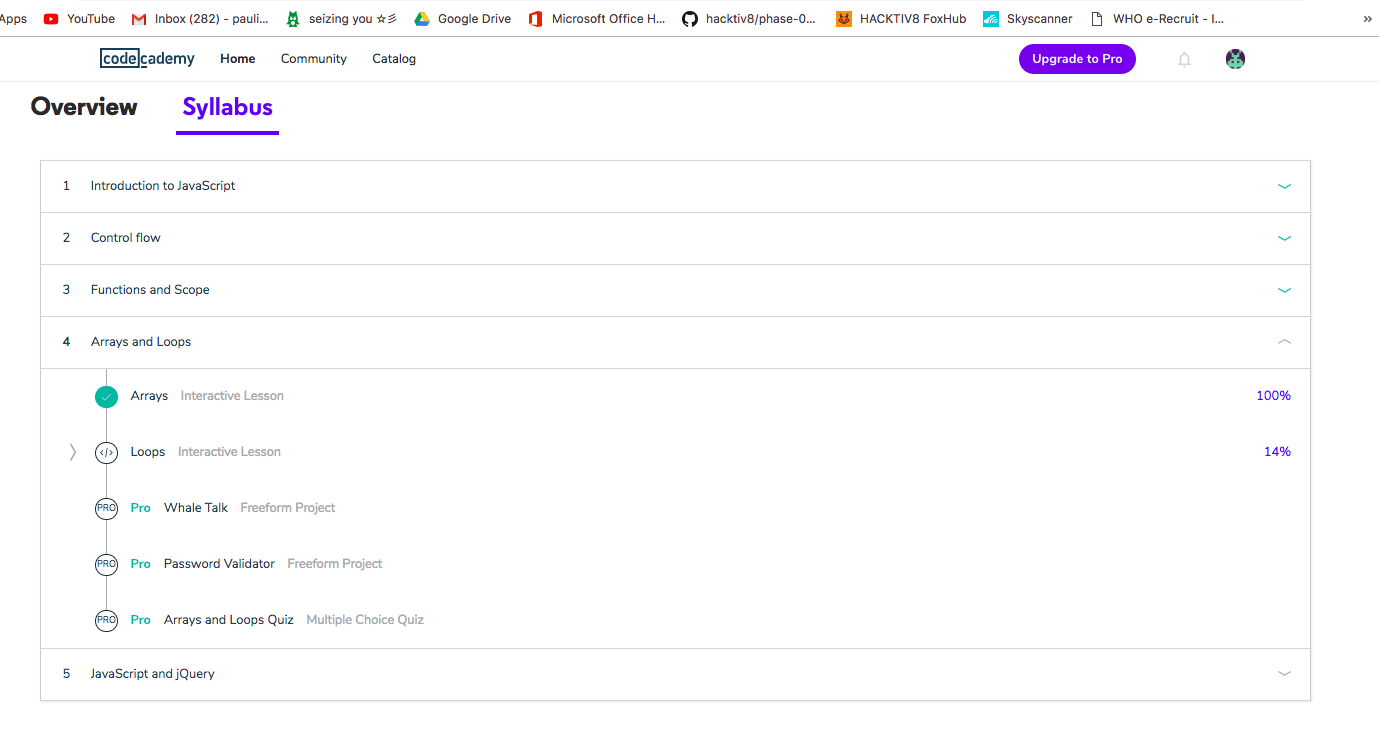 Apps YouTube Inbox (282) - pauli... seizing you ☆彡 Google Drive Microsoft Office H... hacktiv8/phase-0... HACKTIV8 FoxHub Skyscanner WHO e-Recruit - I... »
codecademy Home Community Catalog Upgrade to Pro
Overview Syllabus
1 Introduction to JavaScript
2 Control flow
3 Functions and Scope
4 Arrays and Loops
Arrays Interactive Lesson 100%
</> Loops Interactive Lesson 14%
PRO Pro Whale Talk Freeform Project
PRO Pro Password Validator Freeform Project
PRO Pro Arrays and Loops Quiz Multiple Choice Quiz
5 JavaScript and jQuery